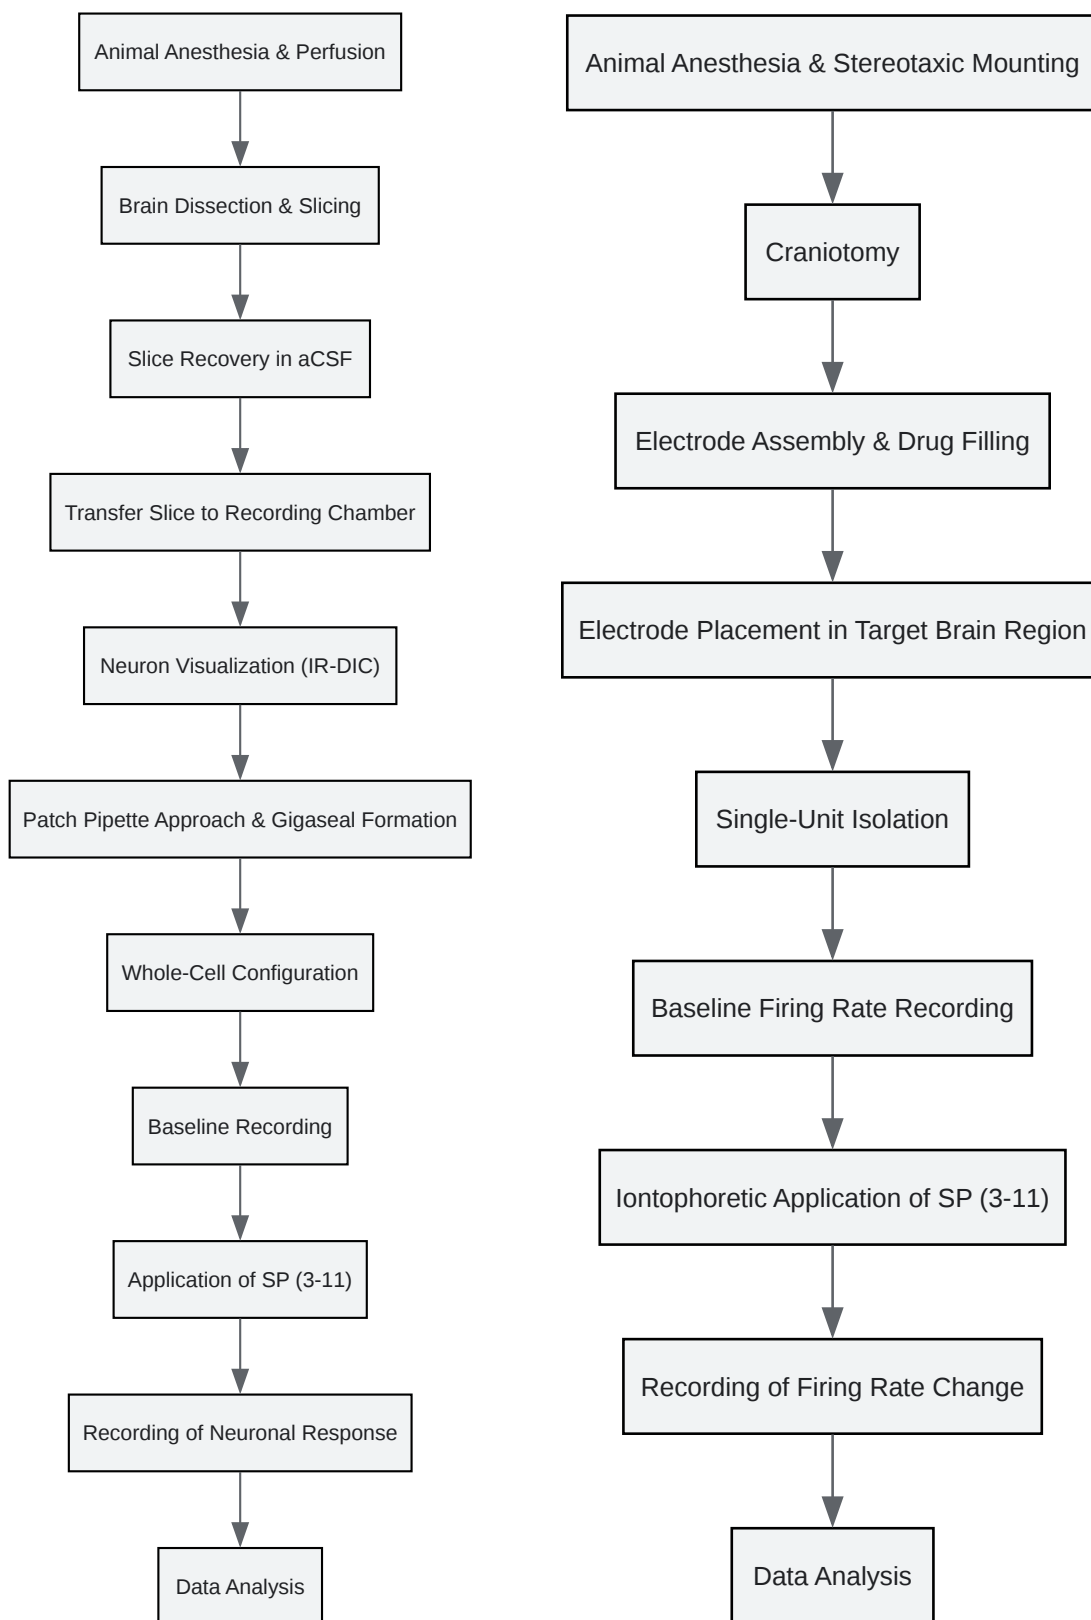 Animal Anesthesia & Perfusion
Brain Dissection & Slicing
Slice Recovery in aCSF
Transfer Slice to Recording Chamber
Neuron Visualization (IR-DIC)
Patch Pipette Approach & Gigaseal Formation
Whole-Cell Configuration
Baseline Recording
Application of SP (3-11)
Recording of Neuronal Response
Data Analysis
Animal Anesthesia & Stereotaxic Mounting
Craniotomy
Electrode Assembly & Drug Filling
Electrode Placement in Target Brain Region
Single-Unit Isolation
Baseline Firing Rate Recording
Iontophoretic Application of SP (3-11)
Recording of Firing Rate Change
Data Analysis